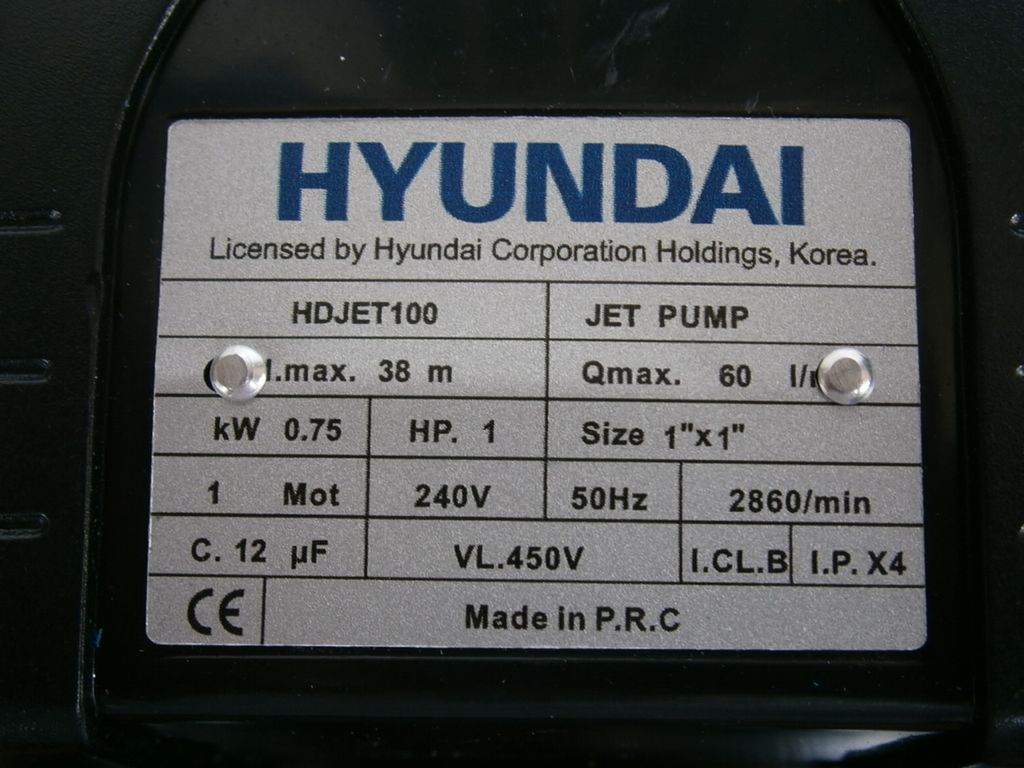 HYUNDAI
Licensed by Hyundai Corporation Holdings, Korea.
HDJET100 JET PUMP
.max. 38 m Qmax. 60
kW 0.75 HP. 1 Size 1"x1"
1 Mot 240V 50Hz 2860/min
C. 12 µF VL.450V I.CL.B I.P. X4
CE Made in P.R.C